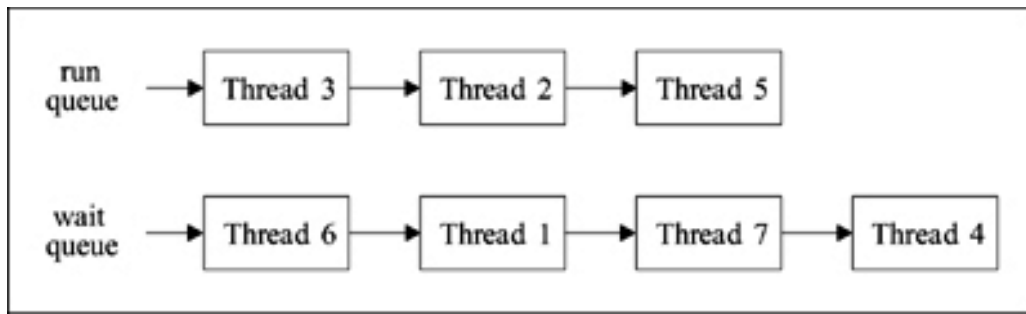 run
queue
Thread 3
Thread 2
Thread 5
wait
queue
Thread 6
Thread 1
Thread 7
Thread 4